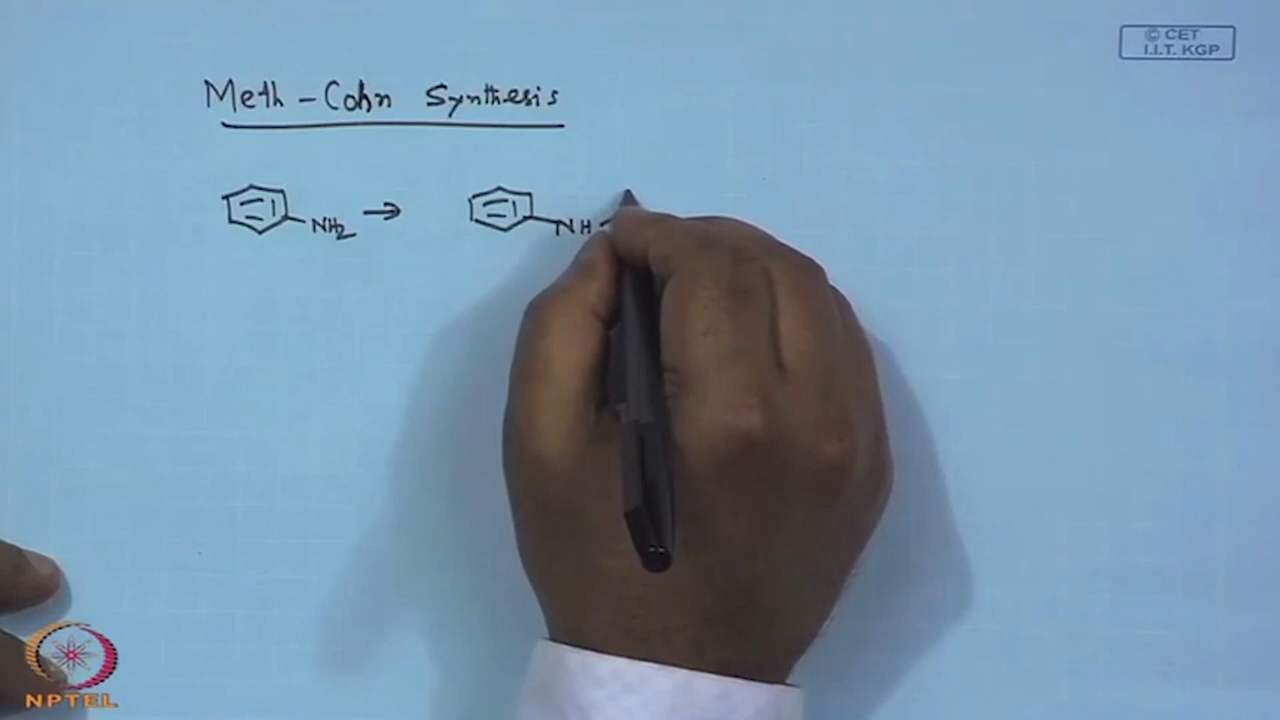 © CET
I.I.T. KGP
Meth-Cohn Synthesis
NH2 → NH
NPTEL